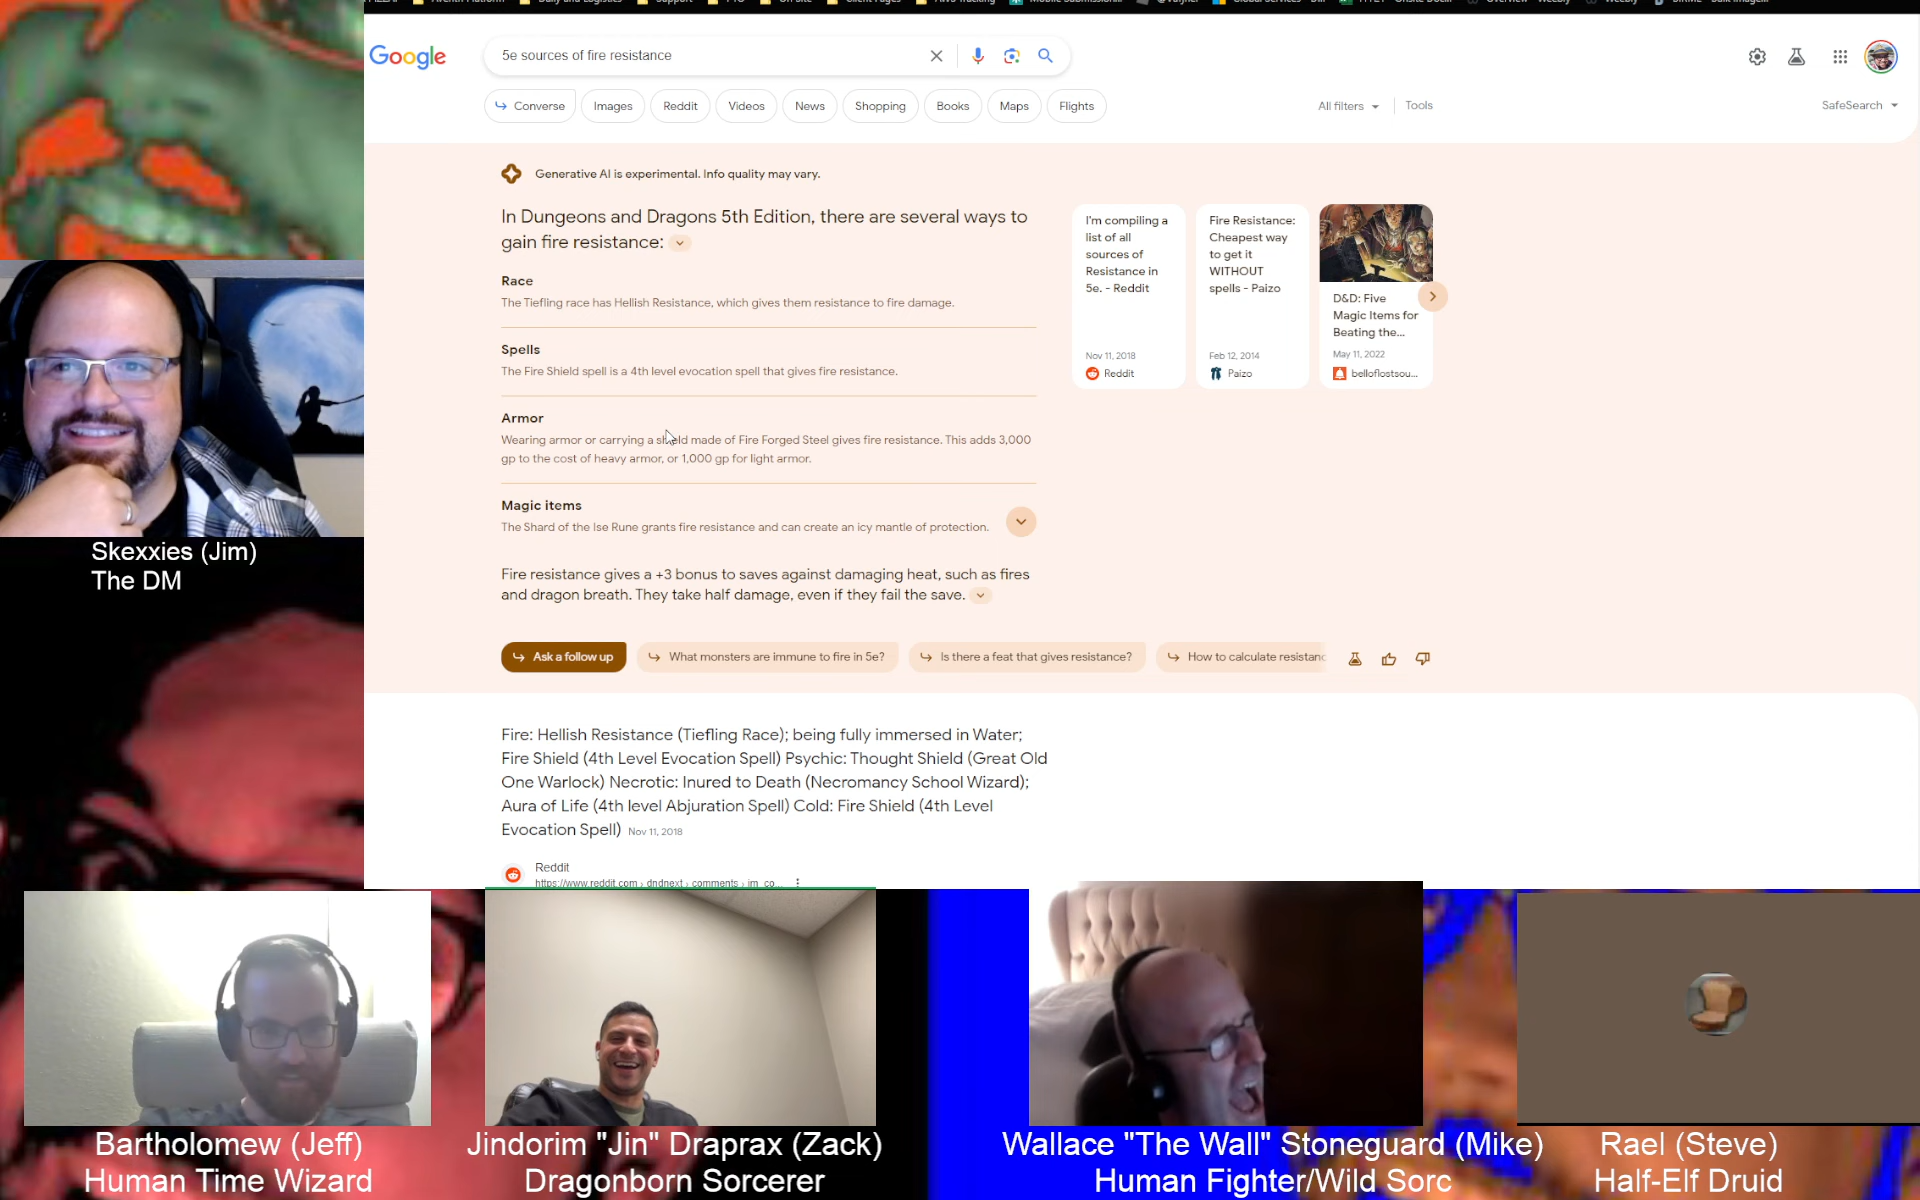 Support
Client Pages
Google
5e sources of fire resistance
Converse
Images
Reddit
Videos
News
Shopping
Books
Maps
Flights
All filters
Tools
SafeSearch
Generative AI is experimental. Info quality may vary.
In Dungeons and Dragons 5th Edition, there are several ways to
gain fire resistance:
Race
The Tiefling race has Hellish Resistance, which gives them resistance to fire damage.
Spells
The Fire Shield spell is a 4th level evocation spell that gives fire resistance.
Armor
Wearing armor or carrying a shield made of Fire Forged Steel gives fire resistance. This adds 3,000
gp to the cost of heavy armor, or 1,000 gp for light armor.
Magic items
The Shard of the Ise Rune grants fire resistance and can create an icy mantle of protection.
Fire resistance gives a +3 bonus to saves against damaging heat, such as fires
and dragon breath. They take half damage, even if they fail the save.
I'm compiling a
list of all
sources of
Resistance in
5e. - Reddit
Nov 11, 2018
Reddit
Fire Resistance:
Cheapest way
to get it
WITHOUT
spells - Paizo
Feb 12, 2014
Paizo
D&D: Five
Magic Items for
Beating the...
May 11, 2022
belloflostsou...
Ask a follow up
What monsters are immune to fire in 5e?
Is there a feat that gives resistance?
How to calculate resistanc
Fire: Hellish Resistance (Tiefling Race); being fully immersed in Water;
Fire Shield (4th Level Evocation Spell) Psychic: Thought Shield (Great Old
One Warlock) Necrotic: Inured to Death (Necromancy School Wizard);
Aura of Life (4th level Abjuration Spell) Cold: Fire Shield (4th Level
Evocation Spell) Nov 11, 2018
Reddit
https://www.reddit.com › dndnext › comments › im_co...
Skexxies (Jim)
The DM
Bartholomew (Jeff)
Human Time Wizard
Jindorim "Jin" Draprax (Zack)
Dragonborn Sorcerer
Wallace "The Wall" Stoneguard (Mike)
Human Fighter/Wild Sorc
Rael (Steve)
Half-Elf Druid